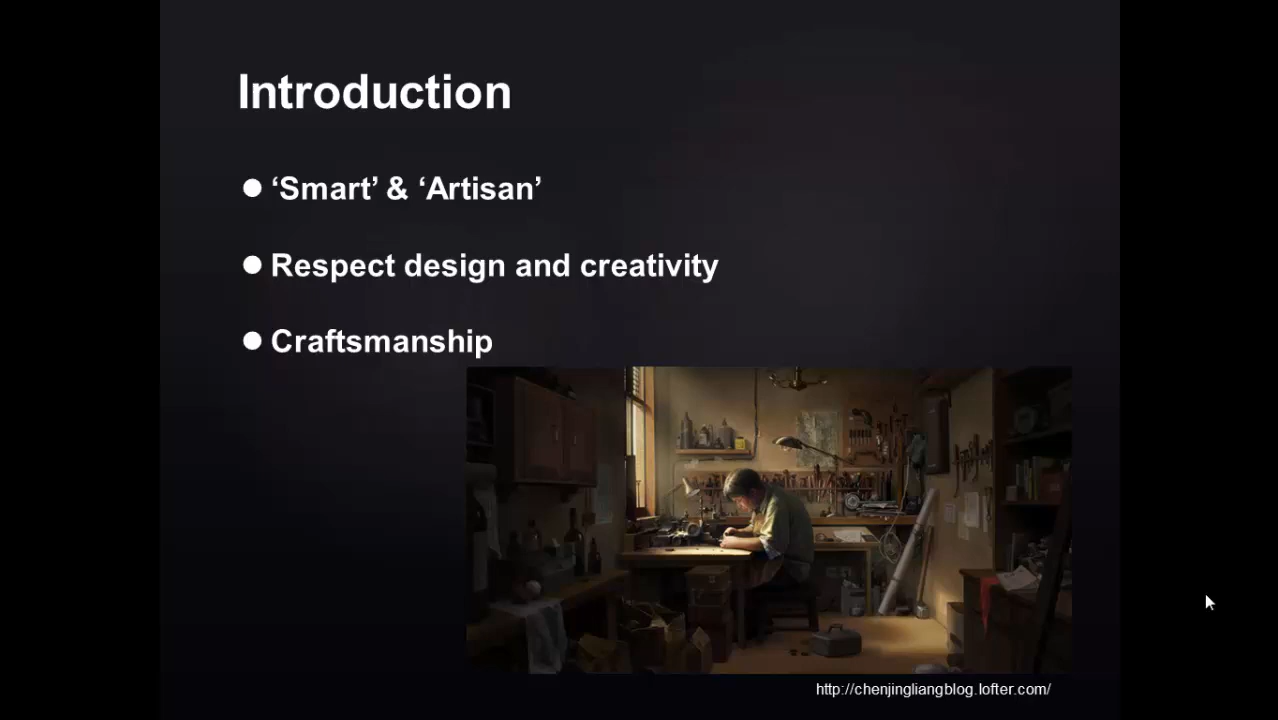 Introduction
● ‘Smart’ & ‘Artisan’
● Respect design and creativity
● Craftsmanship
http://chenjingliangblog.lofter.com/